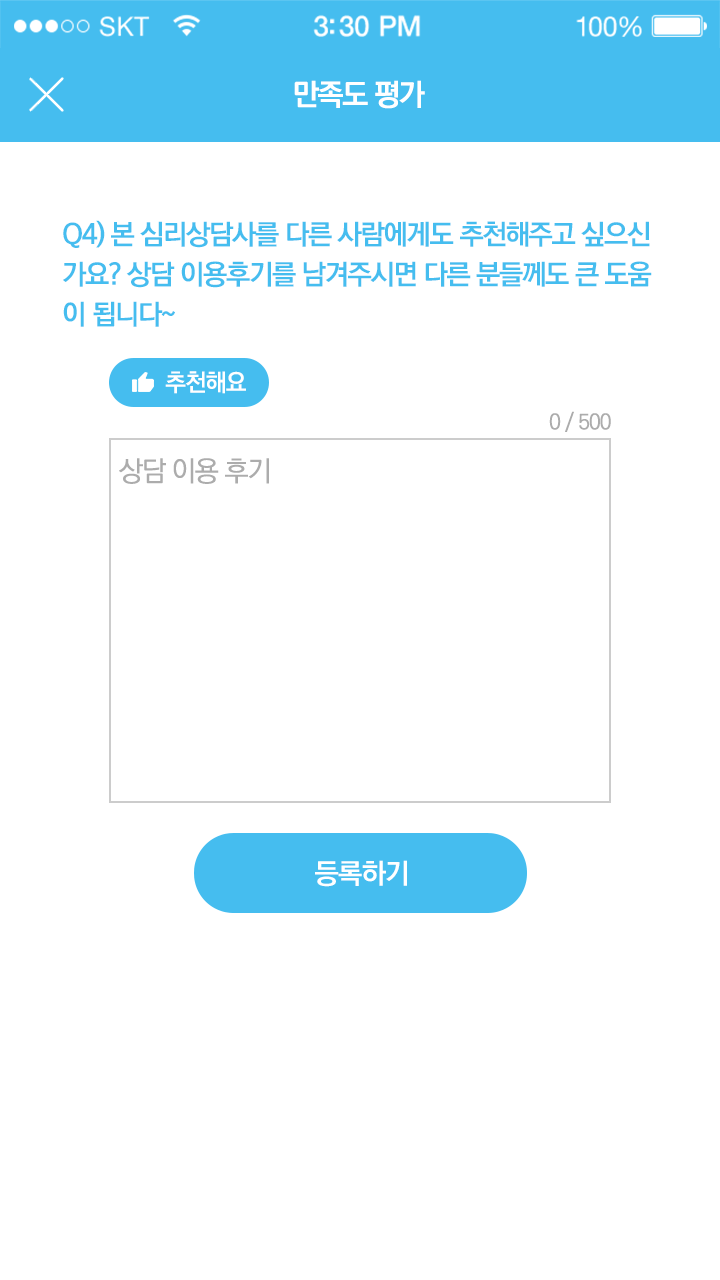 SKT 3:30 PM 100%
만족도 평가
Q4) 본 심리상담사를 다른 사람에게도 추천해주고 싶으신
가요? 상담 이용후기를 남겨주시면 다른 분들께도 큰 도움
이 됩니다~
추천해요
0 / 500
상담 이용 후기
등록하기